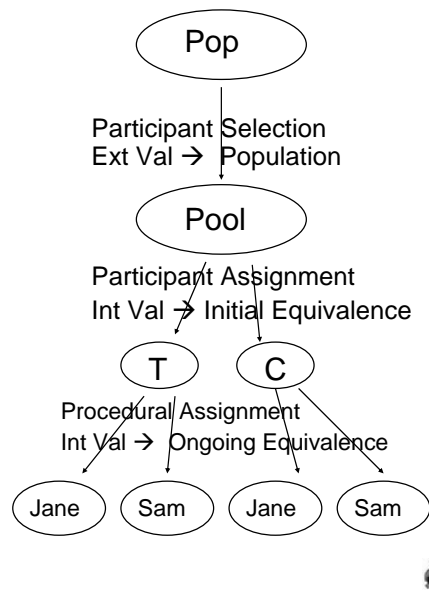 Pop
Participant Selection
Ext Val → Population
Pool
Participant Assignment
Int Val → Initial Equivalence
T C
Procedural Assignment
Int Val → Ongoing Equivalence
Jane Sam Jane Sam